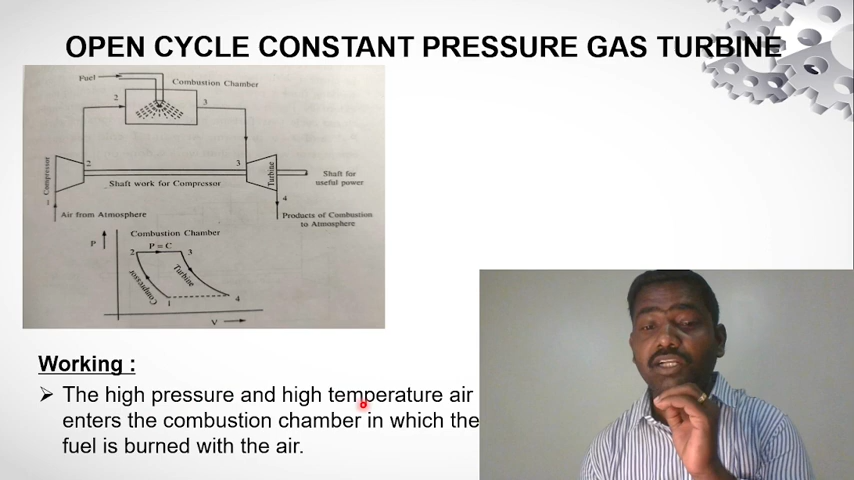 OPEN CYCLE CONSTANT PRESSURE GAS TURBINE
Fuel
Combustion Chamber
2
3
Compressor
2
3
Turbine
Shaft for
useful power
Shaft work for Compressor
1
4
Air from Atmosphere
Products of Combustion
to Atmosphere
Combustion Chamber
P
P = C
2
3
Compressor
Turbine
1
4
V
Working :
➢ The high pressure and high temperature air
enters the combustion chamber in which the
fuel is burned with the air.